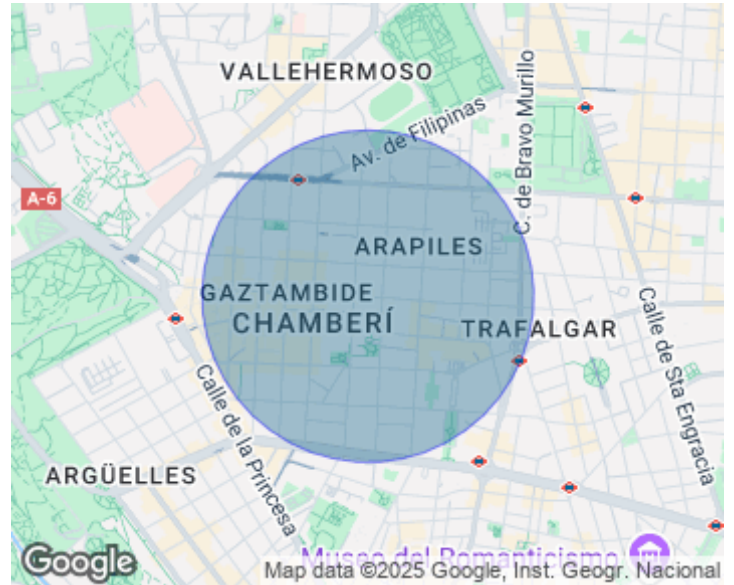 VALLEHERMOSO
Av. de Filipinas
C. de Bravo Murillo
A-6
ARAPILES
GAZTAMBIDE
CHAMBERÍ
TRAFALGAR
Calle de Sta Engracia
Calle de la Princesa
ARGÜELLES
Museo del Romanticismo
Google
Map data ©2025 Google, Inst. Geogr. Nacional